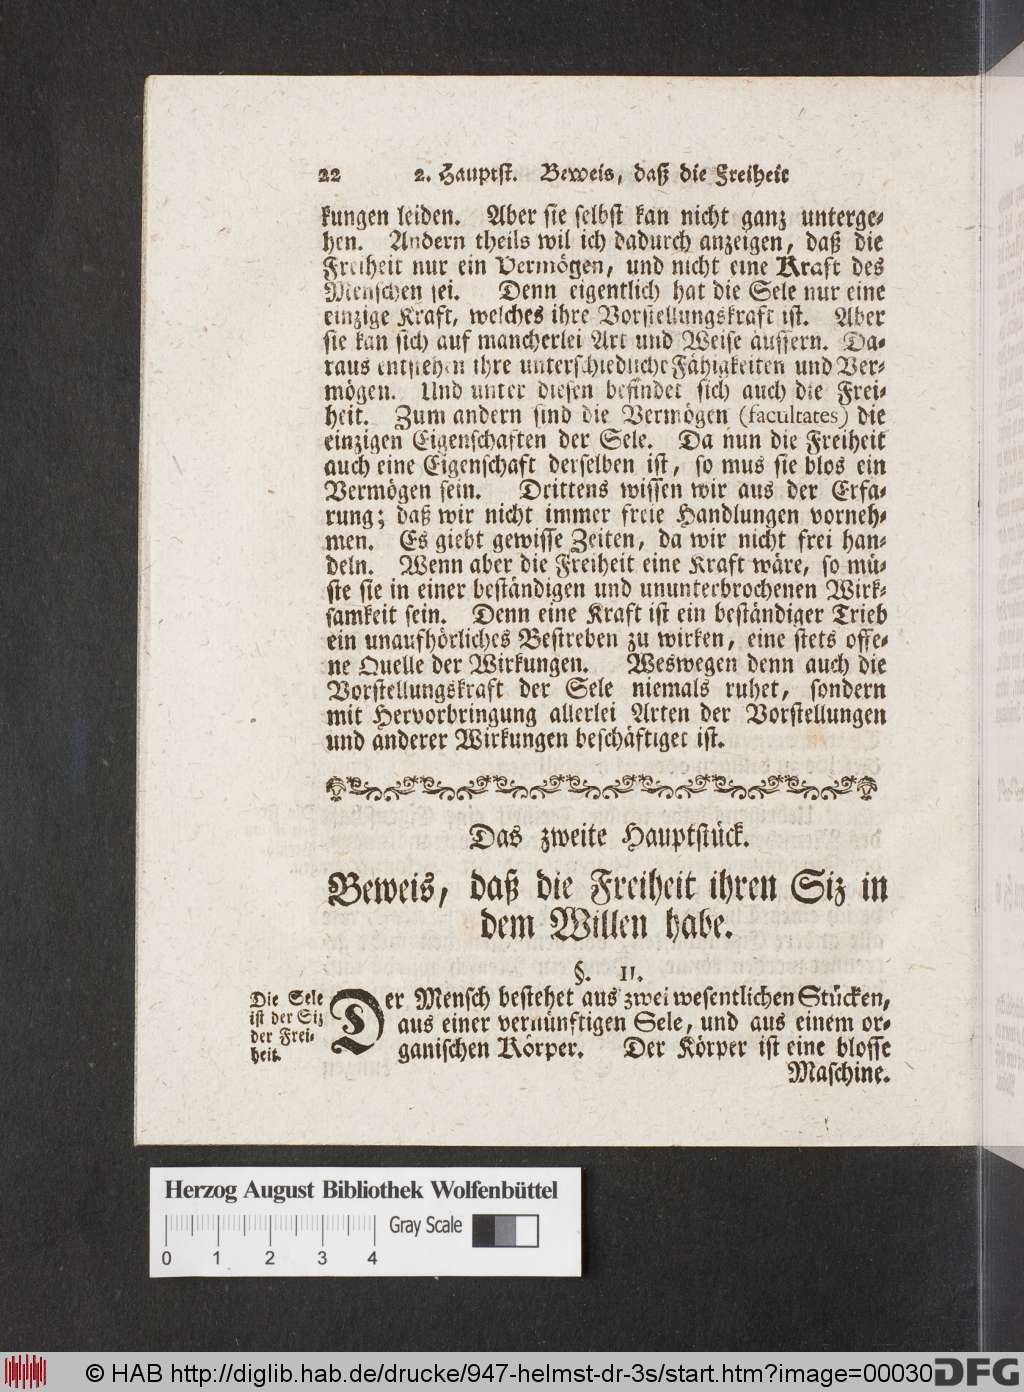 22 2. Hauptst. Beweis, daß die Freiheit
kungen leiden. Aber sie selbst kan nicht ganz unterge-
hen. Andern theils wil ich dadurch anzeigen, daß die
Freiheit nur ein Vermögen, und nicht eine Kraft des
Menschen sei. Denn eigentlich hat die Sele nur eine
einzige Kraft, welches ihre Vorstellungskraft ist. Aber
sie kan sich auf mancherlei Art und Weise äussern. Da-
raus entstehen ihre unterschiedliche Fähigkeiten und Ver-
mögen. Und unter diesen befindet sich auch die Frei-
heit. Zum andern sind die Vermögen (facultates) die
einzigen Eigenschaften der Sele. Da nun die Freiheit
auch eine Eigenschaft derselben ist, so mus sie blos ein
Vermögen sein. Drittens wissen wir aus der Erfa-
rung; daß wir nicht immer freie Handlungen vorneh-
men. Es giebt gewisse Zeiten, da wir nicht frei han-
deln. Wenn aber die Freiheit eine Kraft wäre, so mü-
ste sie in einer beständigen und ununterbrochenen Wirk-
samkeit sein. Denn eine Kraft ist ein beständiger Trieb
ein unaufhörliches Bestreben zu wirken, eine stets offe-
ne Quelle der Wirkungen. Weswegen denn auch die
Vorstellungskraft der Sele niemals ruhet, sondern
mit Hervorbringung allerlei Arten der Vorstellungen
und anderer Wirkungen beschäftiget ist.
Das zweite Hauptstück.
Beweis, daß die Freiheit ihren Siz in
dem Willen habe.
§. 11.
Die Sele
ist der Siz
der Frei-
heit.
Der Mensch bestehet aus zwei wesentlichen Stücken,
aus einer vernünftigen Sele, und aus einem or-
ganischen Körper. Der Körper ist eine blosse
Maschine.
Herzog August Bibliothek Wolfenbüttel
Gray Scale
0 1 2 3 4
© HAB http://diglib.hab.de/drucke/947-helmst-dr-3s/start.htm?image=00030
DFG